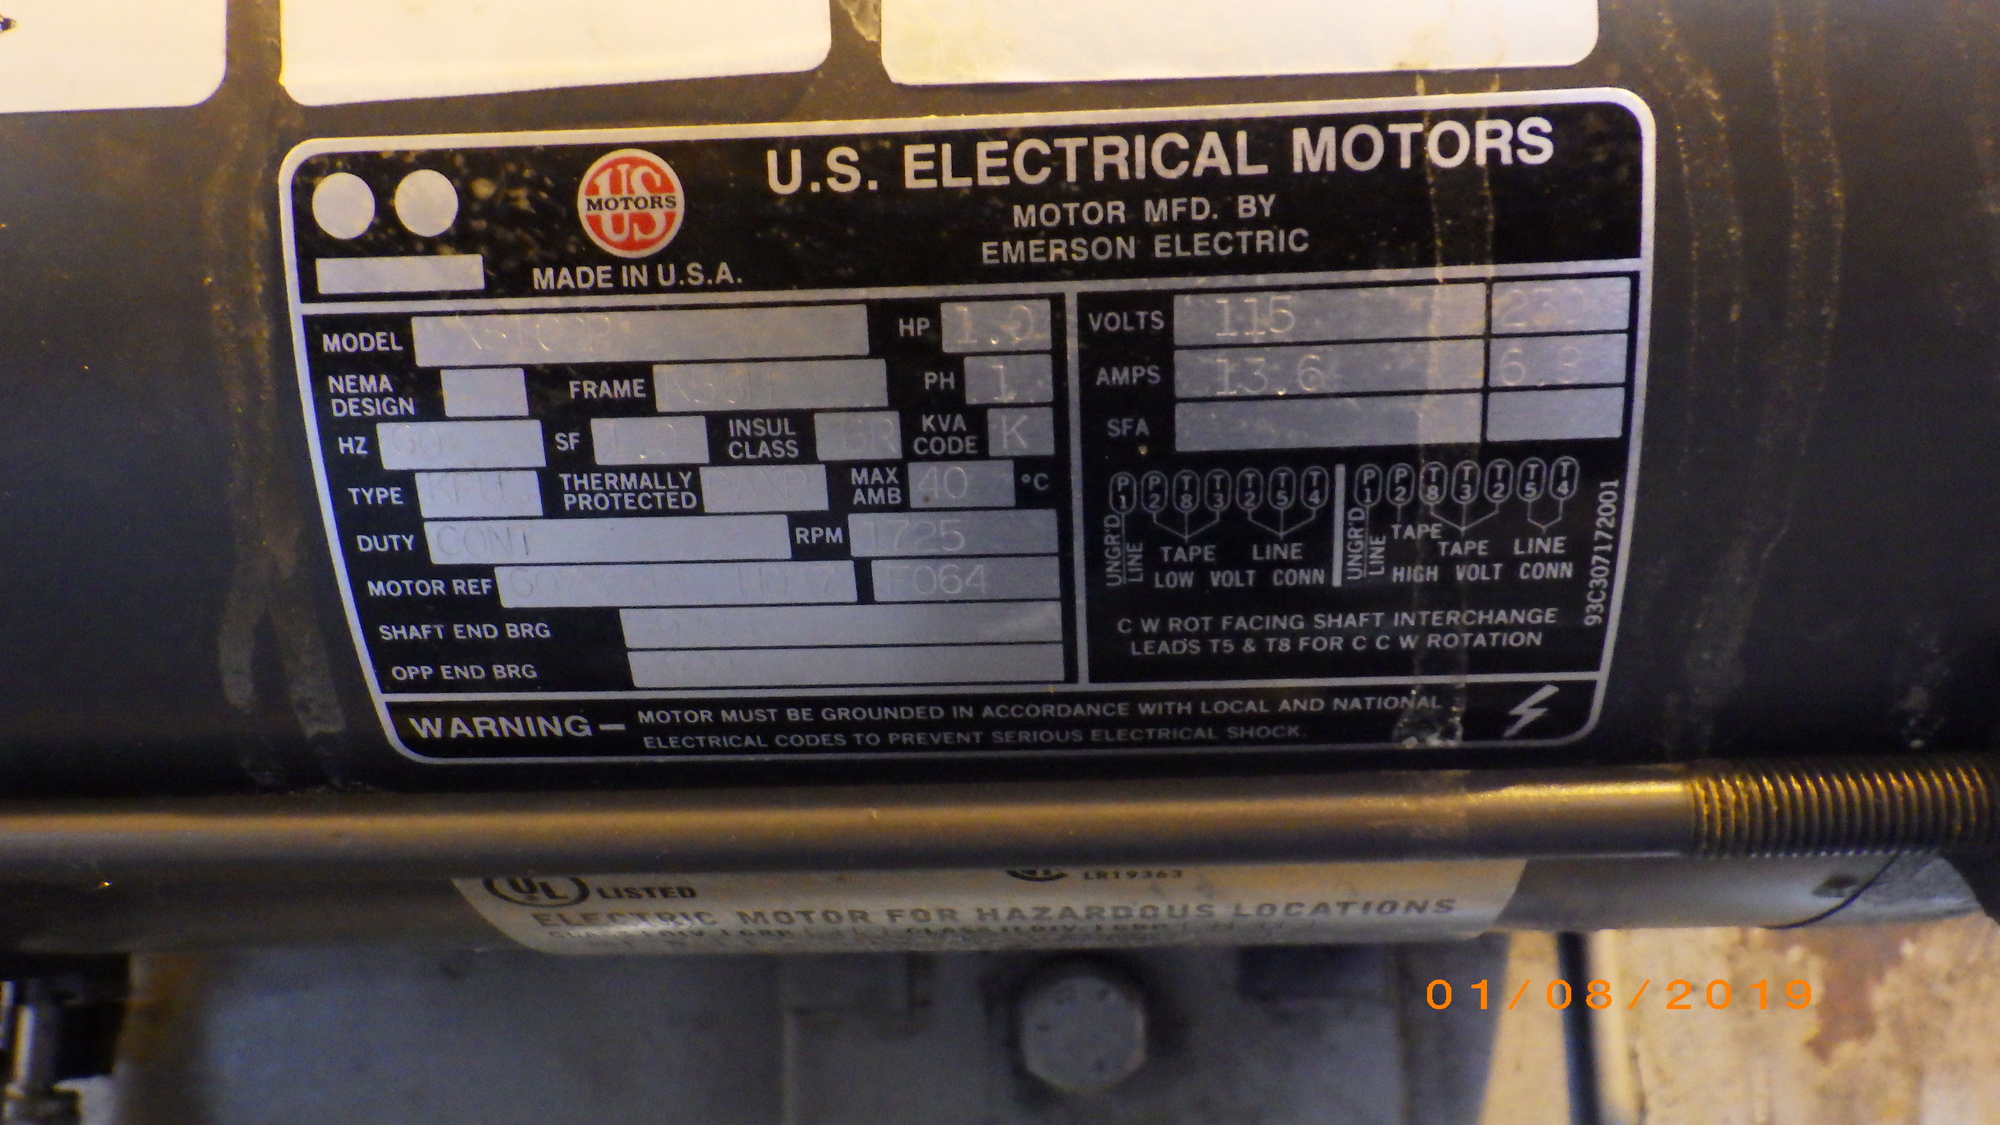 US
MOTORS
MADE IN U.S.A.
U.S. ELECTRICAL MOTORS
MOTOR MFD. BY
EMERSON ELECTRIC
MODEL
HP 1.0
NEMA DESIGN
FRAME
PH 1
HZ 60
SF 1.0
INSUL CLASS
KVA CODE K
TYPE
THERMALLY PROTECTED
MAX AMB 40 °C
DUTY CONT
RPM 1725
MOTOR REF
SHAFT END BRG
OPP END BRG
VOLTS 115
AMPS 13.6
SFA
P1 P2 T8 T3 T2 T5 T4
UNGR'D LINE TAPE LINE
LOW VOLT CONN
P1 P2 T8 T3 T2 T5 T4
UNGR'D LINE TAPE TAPE LINE
HIGH VOLT CONN
93C307172001
C W ROT FACING SHAFT INTERCHANGE
LEADS T5 & T8 FOR C C W ROTATION
WARNING – MOTOR MUST BE GROUNDED IN ACCORDANCE WITH LOCAL AND NATIONAL
ELECTRICAL CODES TO PREVENT SERIOUS ELECTRICAL SHOCK.
UL LISTED
LR19363
ELECTRIC MOTOR FOR HAZARDOUS LOCATIONS
01/08/2019